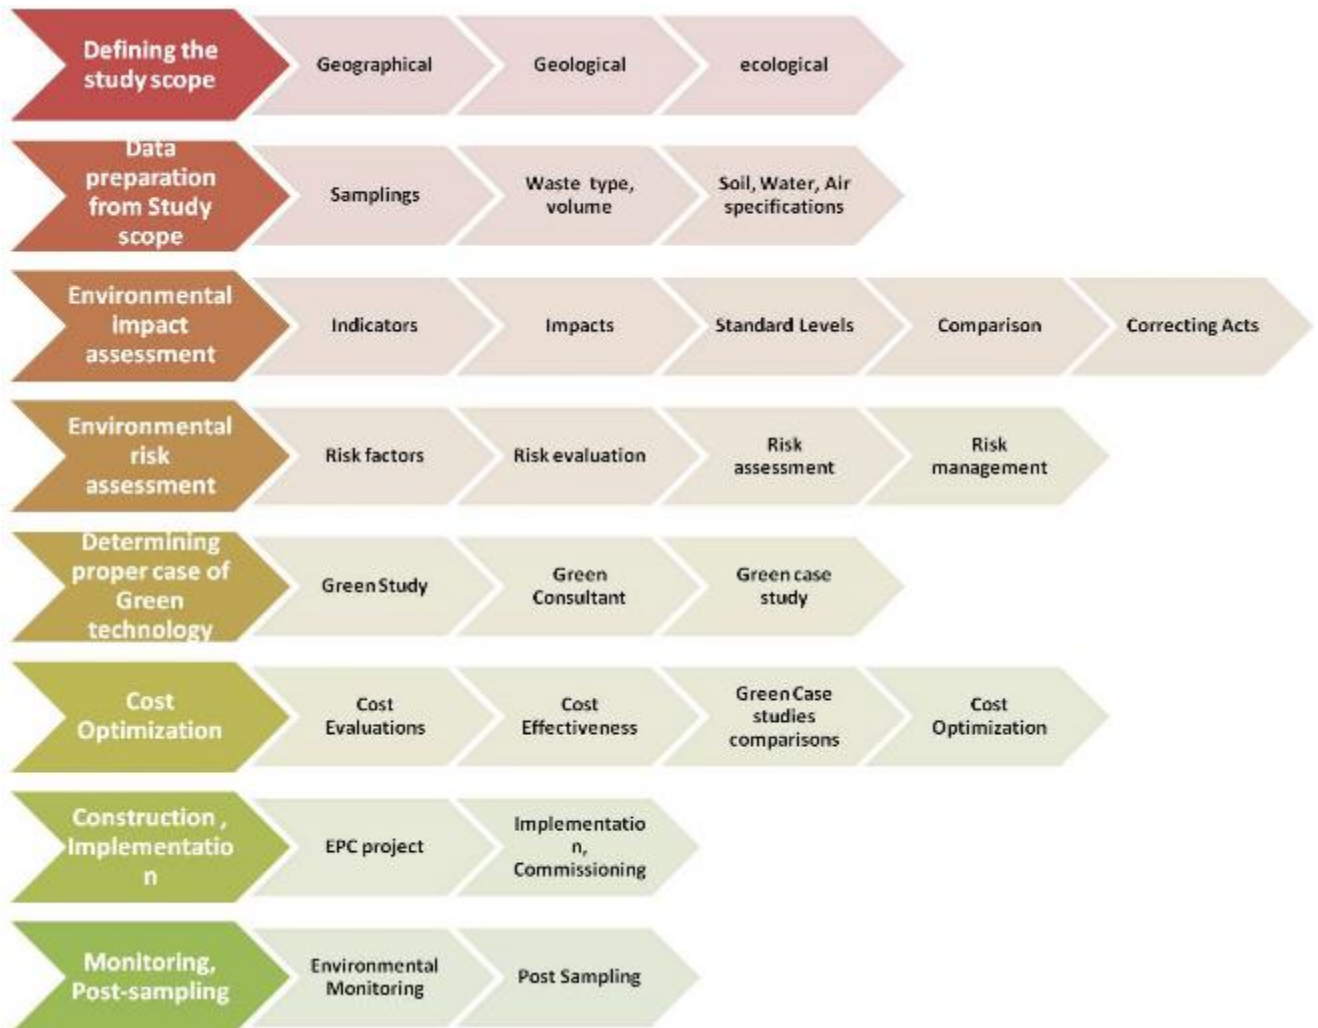 Defining the
study scope
Geographical
Geological
ecological
Data
preparation
from Study
scope
Samplings
Waste type,
volume
Soil, Water, Air
specifications
Environmental
impact
assessment
Indicators
Impacts
Standard Levels
Comparison
Correcting Acts
Environmental
risk
assessment
Risk factors
Risk evaluation
Risk
assessment
Risk
management
Determining
proper case of
Green
technology
Green Study
Green
Consultant
Green case
study
Cost
Optimization
Cost
Evaluations
Cost
Effectiveness
Green Case
studies
comparisons
Cost
Optimization
Construction ,
Implementatio
n
EPC project
Implementatio
n,
Commissioning
Monitoring,
Post-sampling
Environmental
Monitoring
Post Sampling